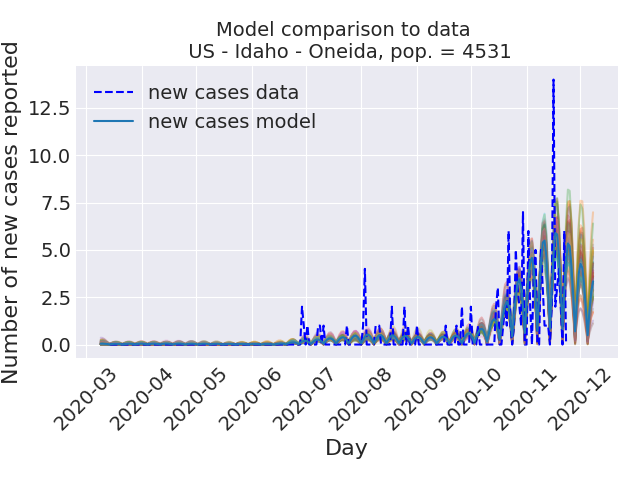 Model comparison to data
US - Idaho - Oneida, pop. = 4531
new cases data
new cases model
Number of new cases reported
12.5
10.0
7.5
5.0
2.5
0.0
2020-03
2020-04
2020-05
2020-06
2020-07
2020-08
2020-09
2020-10
2020-11
2020-12
Day